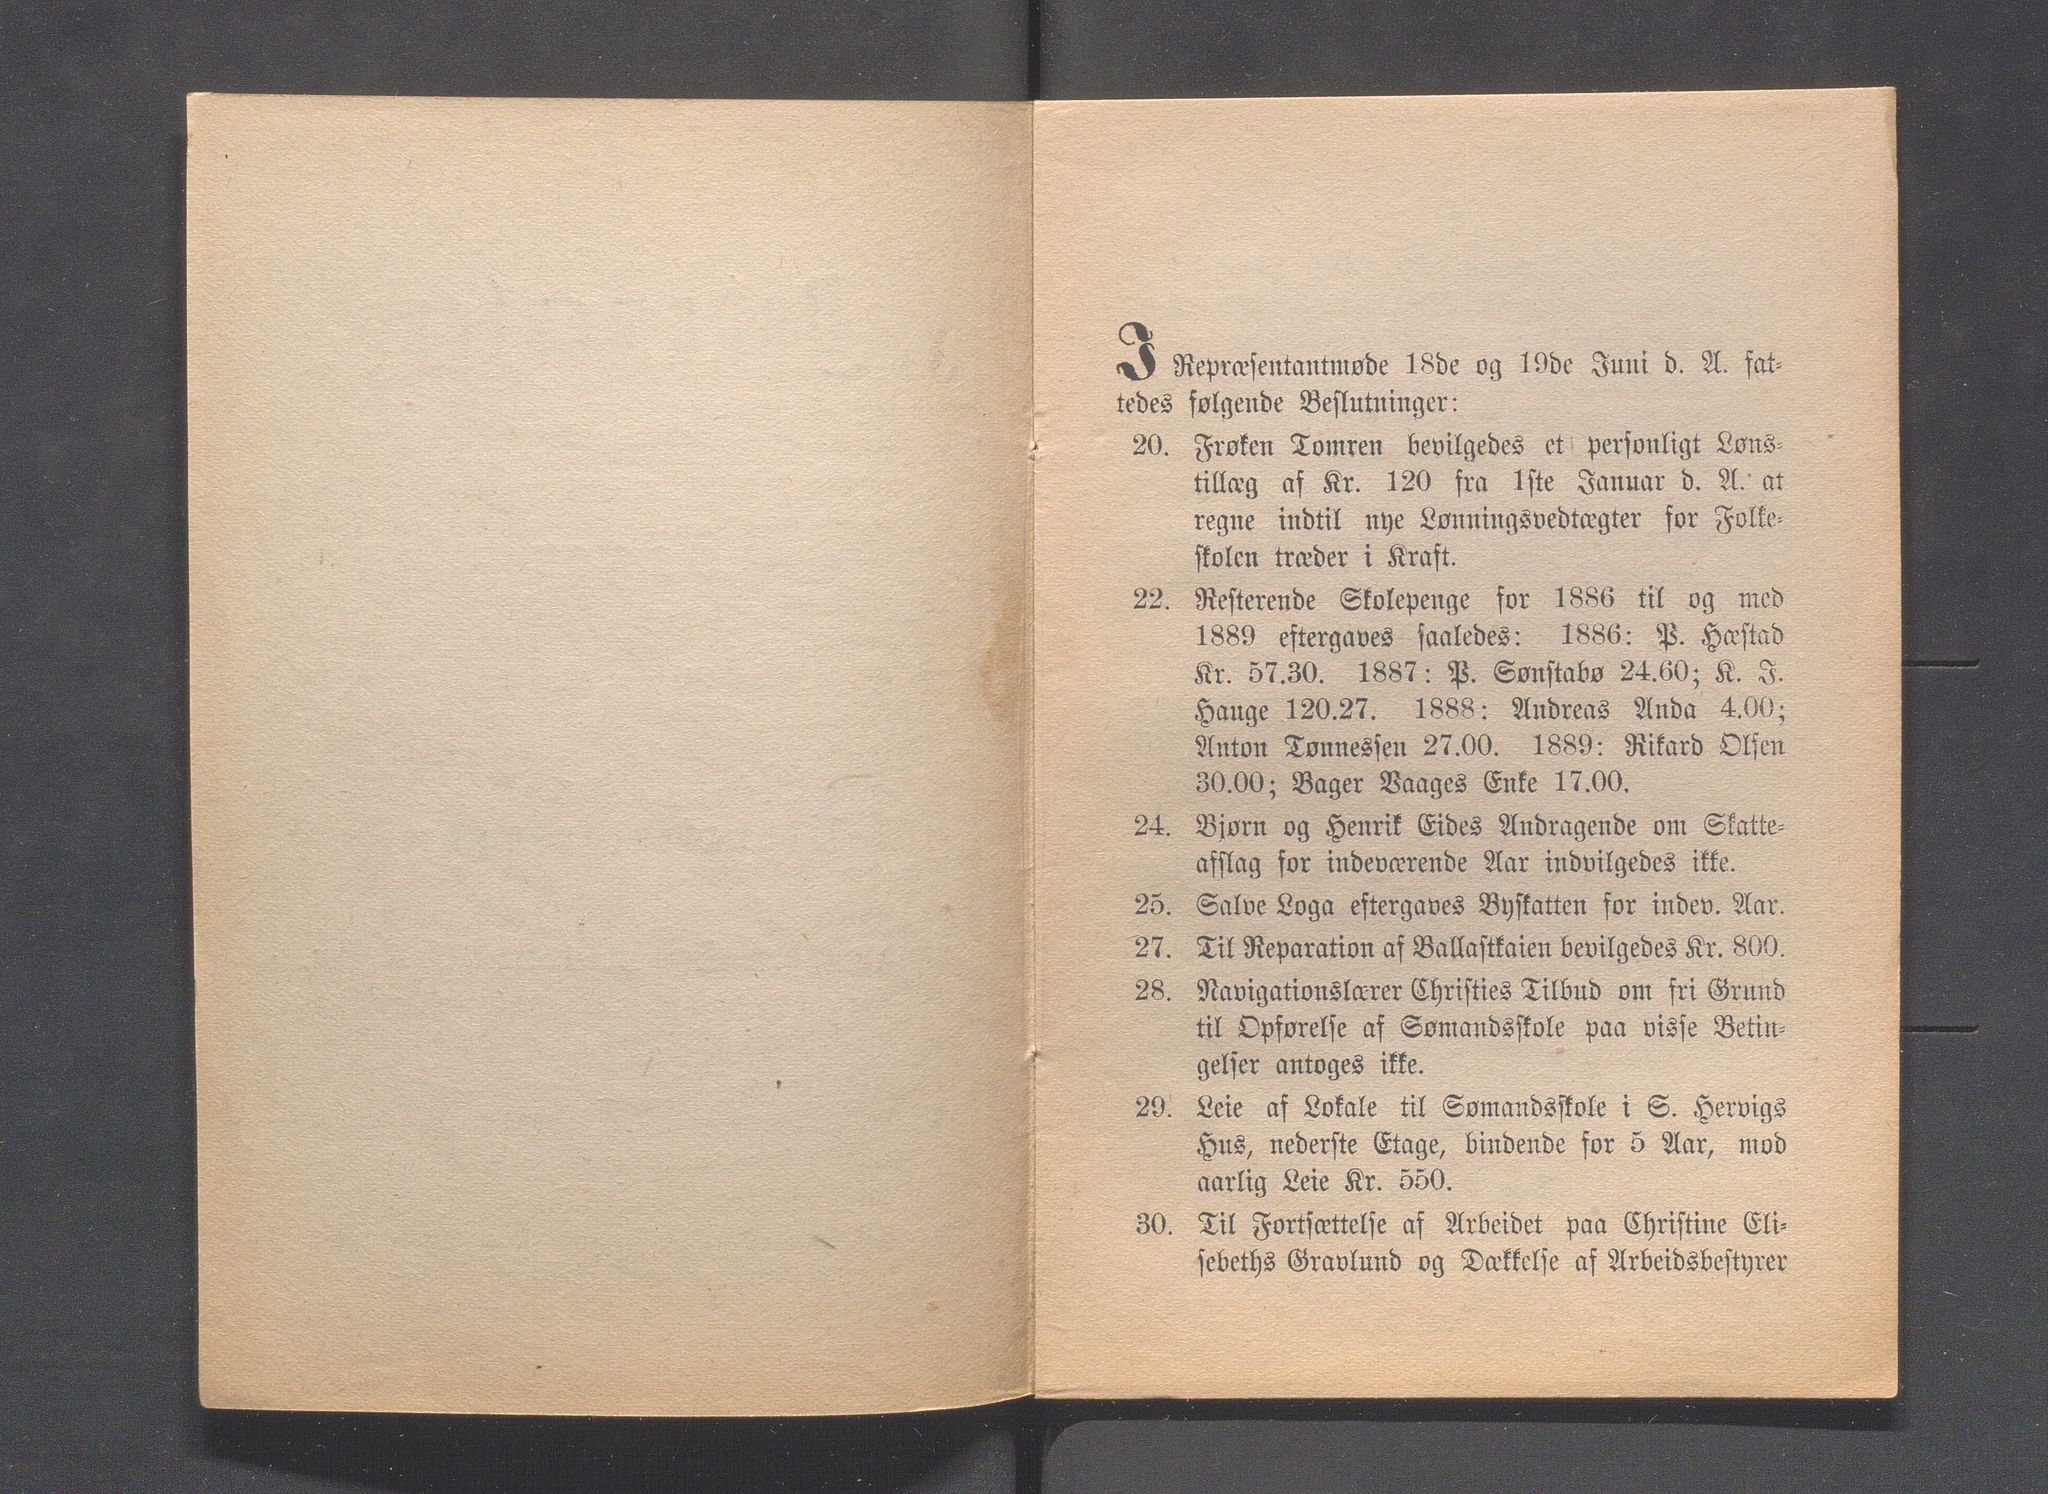 I Repræsentantmøde 18de og 19de Juni d. A. fat-
tedes følgende Beslutninger:
20. Frøken Tomren bevilgedes et personligt Løns-
tillæg af Kr. 120 fra 1ste Januar d. A. at
regne indtil nye Lønningsvedtægter for Folke-
skolen træder i Kraft.
22. Resterende Skolepenge for 1886 til og med
1889 eftergaves saaledes: 1886: P. Hæstad
Kr. 57.30. 1887: P. Sønstabø 24.60; K. J.
Hauge 120.27. 1888: Andreas Anda 4.00;
Anton Tønnessen 27.00. 1889: Rikard Olsen
30.00; Bager Vaages Enke 17.00.
24. Bjørn og Henrik Eides Andragende om Skatte-
afslag for indeværende Aar indvilgedes ikke.
25. Salve Loga eftergaves Byskatten for indev. Aar.
27. Til Reparation af Ballastkaien bevilgedes Kr. 800.
28. Navigationslærer Christies Tilbud om fri Grund
til Opførelse af Sømandsskole paa visse Betin-
gelser antoges ikke.
29. Leie af Lokale til Sømandsskole i S. Hervigs
Hus, nederste Etage, bindende for 5 Aar, mod
aarlig Leie Kr. 550.
30. Til Fortsættelse af Arbeidet paa Christine Eli-
sebeths Gravlund og Dækkelse af Arbeidsbestyrer